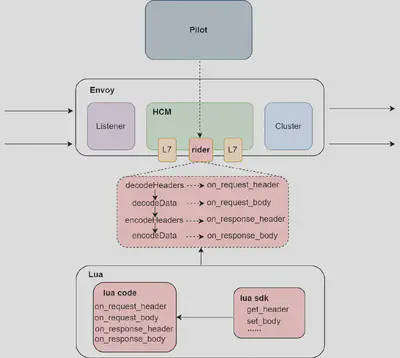 Pilot
Envoy
Listener
HCM
Cluster
L7
rider
L7
decodeHeaders
on_request_header
decodeData
on_request_body
encodeHeaders
on_response_header
encodeData
on_response_body
Lua
lua code
on_request_header
on_request_body
on_response_header
on_response_body
lua sdk
get_header
set_body
......